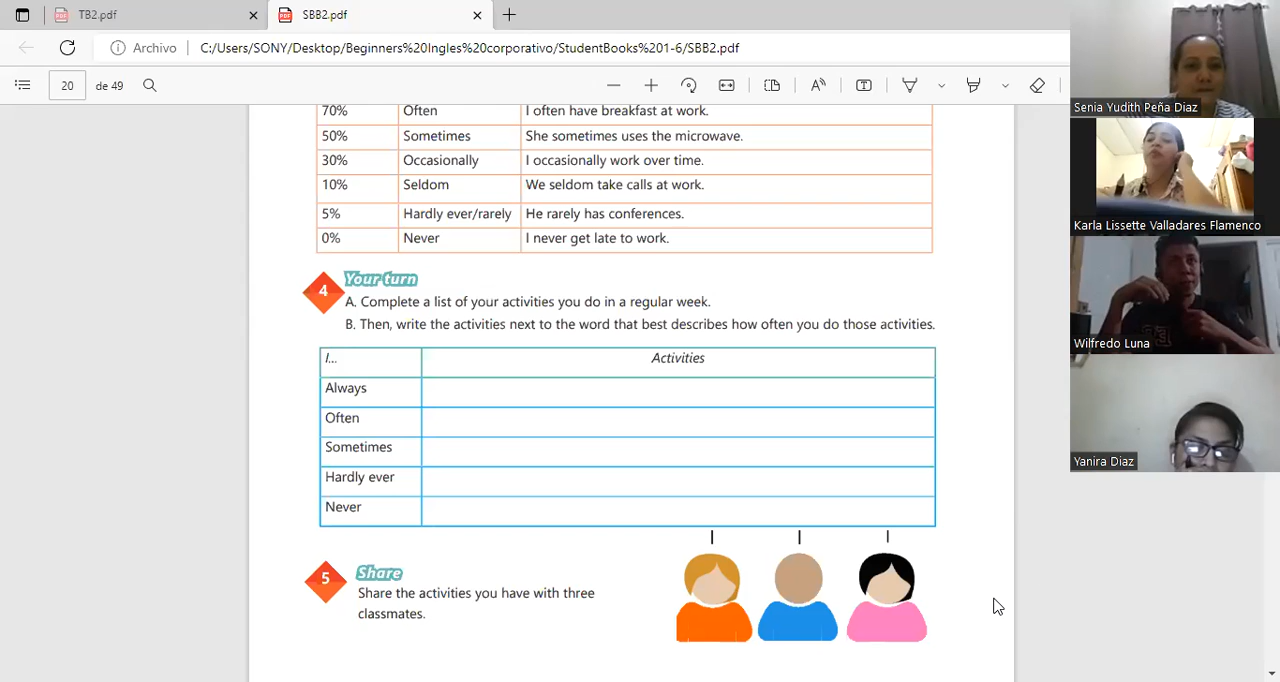 TB2.pdf
SBB2.pdf
Archivo
C:/Users/SONY/Desktop/Beginners%20Ingles%20corporativo/StudentBooks%201-6/SBB2.pdf
20 de 49
70% Often I often have breakfast at work.
50% Sometimes She sometimes uses the microwave.
30% Occasionally I occasionally work over time.
10% Seldom We seldom take calls at work.
5% Hardly ever/rarely He rarely has conferences.
0% Never I never get late to work.
4 Your turn
A. Complete a list of your activities you do in a regular week.
B. Then, write the activities next to the word that best describes how often you do those activities.
I... Activities
Always
Often
Sometimes
Hardly ever
Never
5 Share
Share the activities you have with three
classmates.
Senia Yudith Peña Diaz
Karla Lissette Valladares Flamenco
Wilfredo Luna
Yanira Diaz